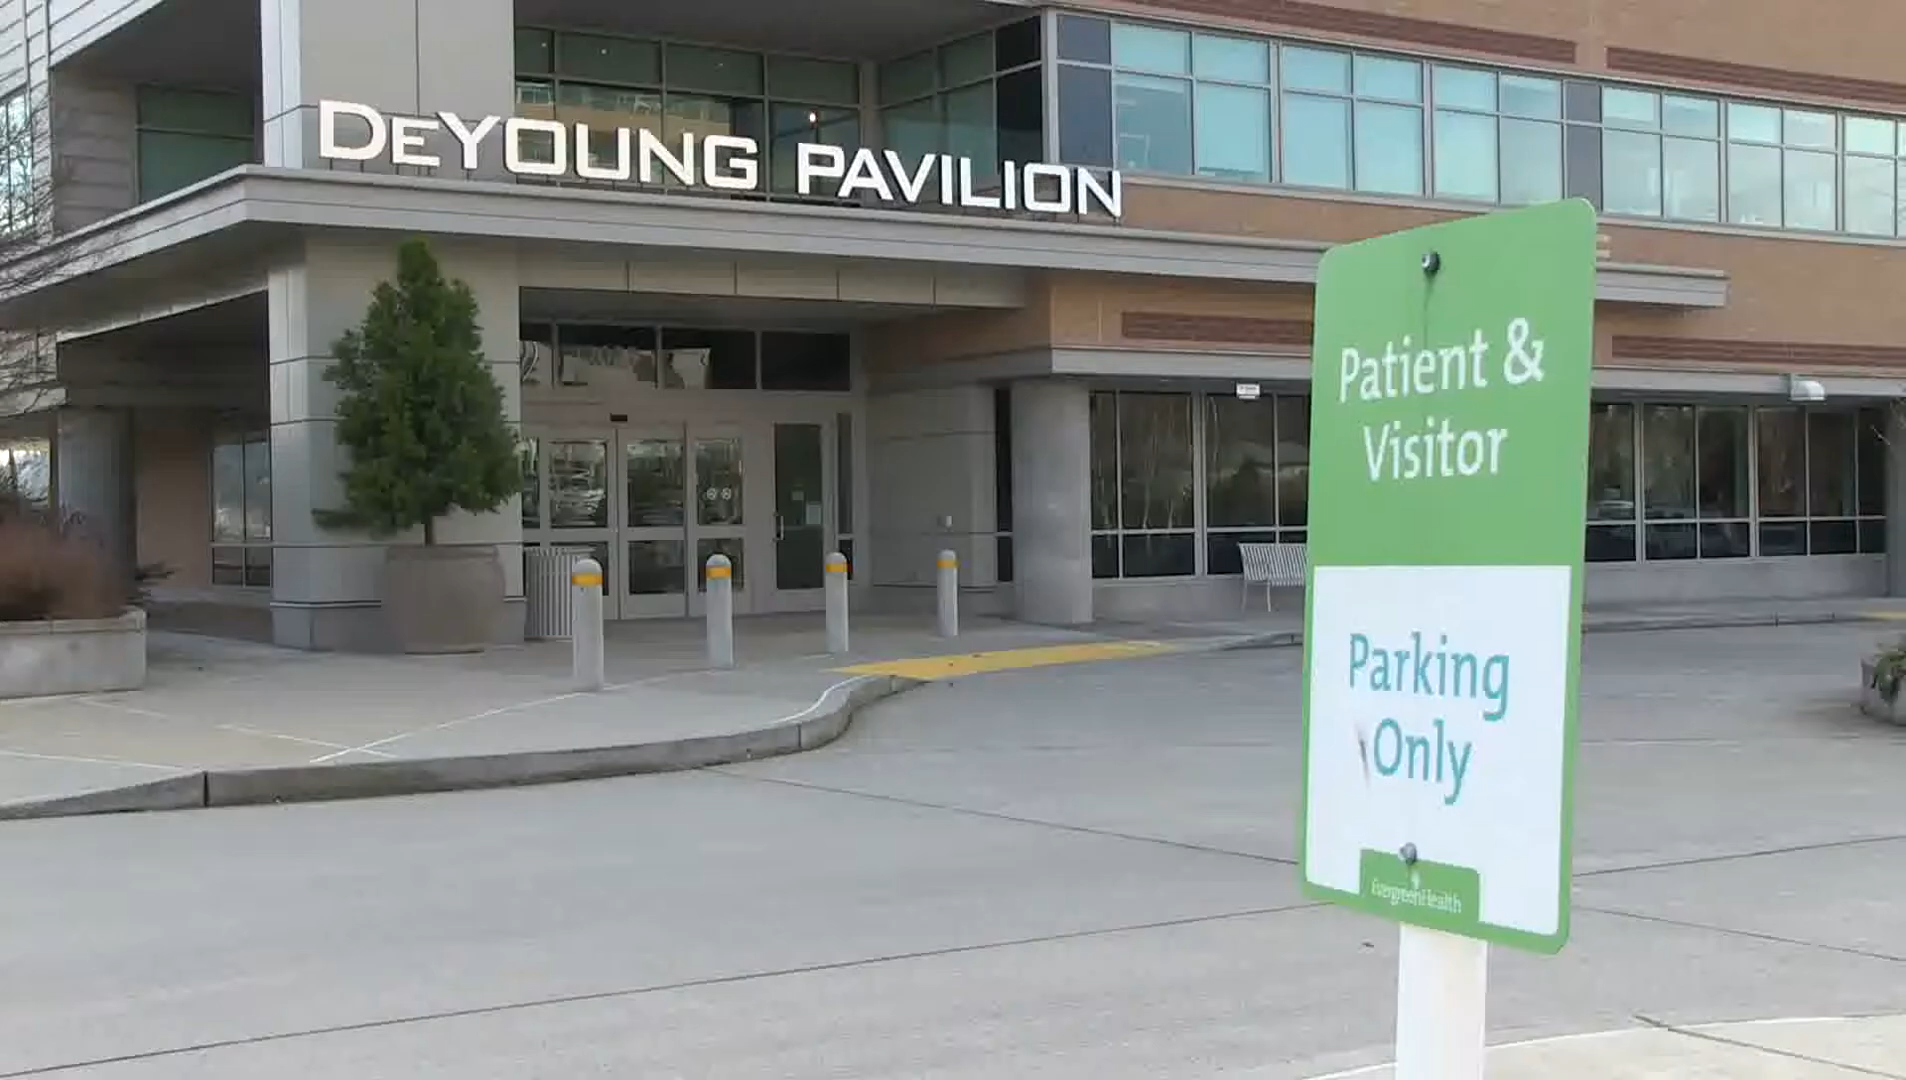 DEYOUNG PAVILION
Patient &
Visitor
Parking
Only
EvergreenHealth